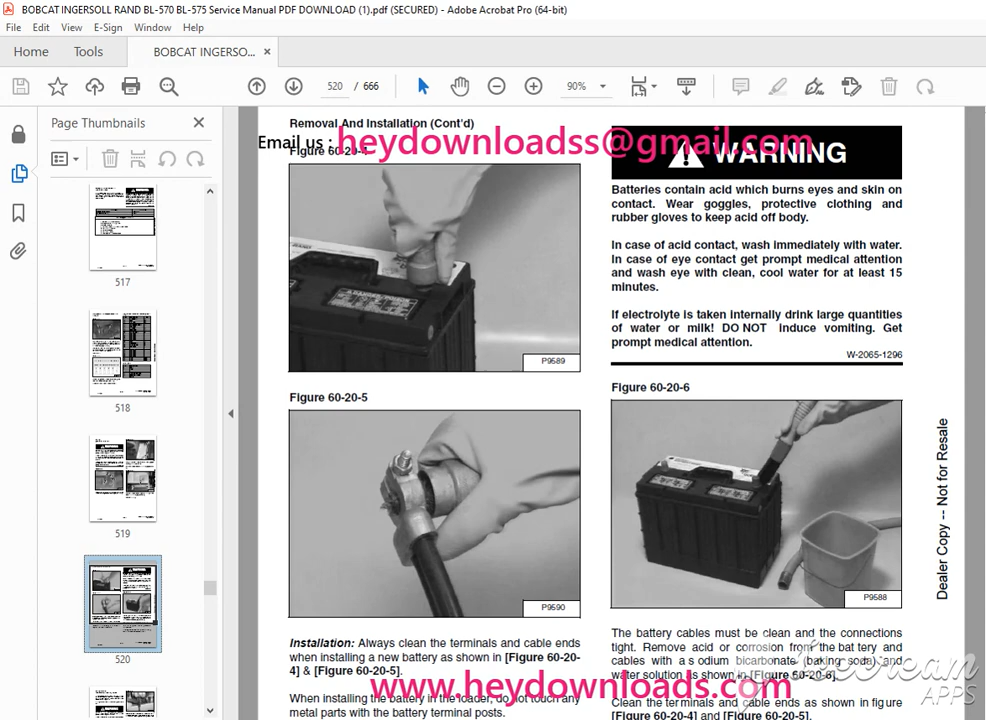 BOBCAT INGERSOLL RAND BL-570 BL-575 Service Manual PDF DOWNLOAD (1).pdf (SECURED) - Adobe Acrobat Pro (64-bit)
File Edit View E-Sign Window Help
Home Tools BOBCAT INGERSO... ×
520 / 666 90%
Page Thumbnails
517
518
519
520
Removal And Installation (Cont'd)
Email us : heydownloadss@gmail.com
Figure 60-20-4
P9589
Figure 60-20-5
P9590
Installation: Always clean the terminals and cable ends
when installing a new battery as shown in [Figure 60-20-
4] & [Figure 60-20-5].
When installing the battery in the loader, do not touch any
metal parts with the battery terminal posts.
WARNING
Batteries contain acid which burns eyes and skin on
contact. Wear goggles, protective clothing and
rubber gloves to keep acid off body.
In case of acid contact, wash immediately with water.
In case of eye contact get prompt medical attention
and wash eye with clean, cool water for at least 15
minutes.
If electrolyte is taken internally drink large quantities
of water or milk! DO NOT induce vomiting. Get
prompt medical attention.
W-2065-1296
Figure 60-20-6
P9588
The battery cables must be clean and the connections
tight. Remove acid or corrosion from the bat tery and
cables with a s odium bicarbonate (baking soda) and
water solution as shown in [Figure 60-20-6].
Clean the terminals and cable ends as shown in fig ure
[Figure 60-20-4] and [Figure 60-20-5].
Dealer Copy -- Not for Resale
www.heydownloads.com
Icecream
APPS